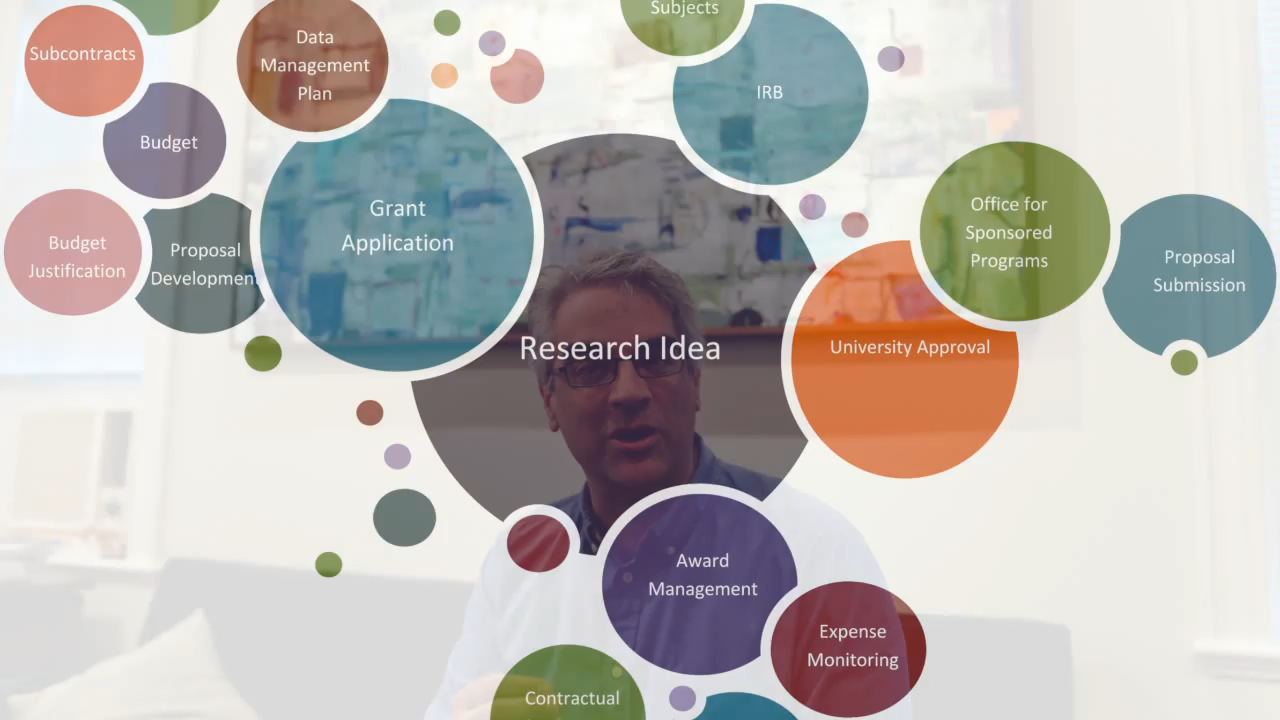 Subjects
Subcontracts
Data
Management
Plan
IRB
Budget
Grant
Application
Office for
Sponsored
Programs
Budget
Justification
Proposal
Development
Proposal
Submission
Research Idea
University Approval
Award
Management
Expense
Monitoring
Contractual